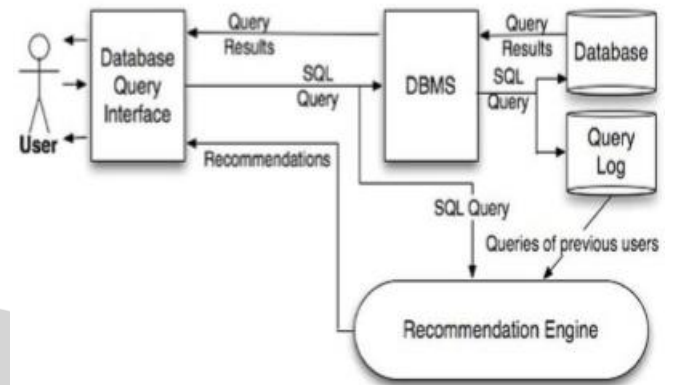 User
Database
Query
Interface
Query
Results
SQL
Query
Recommendations
DBMS
Query
Results
SQL
Query
Database
Query
Log
SQL Query
Queries of previous users
Recommendation Engine